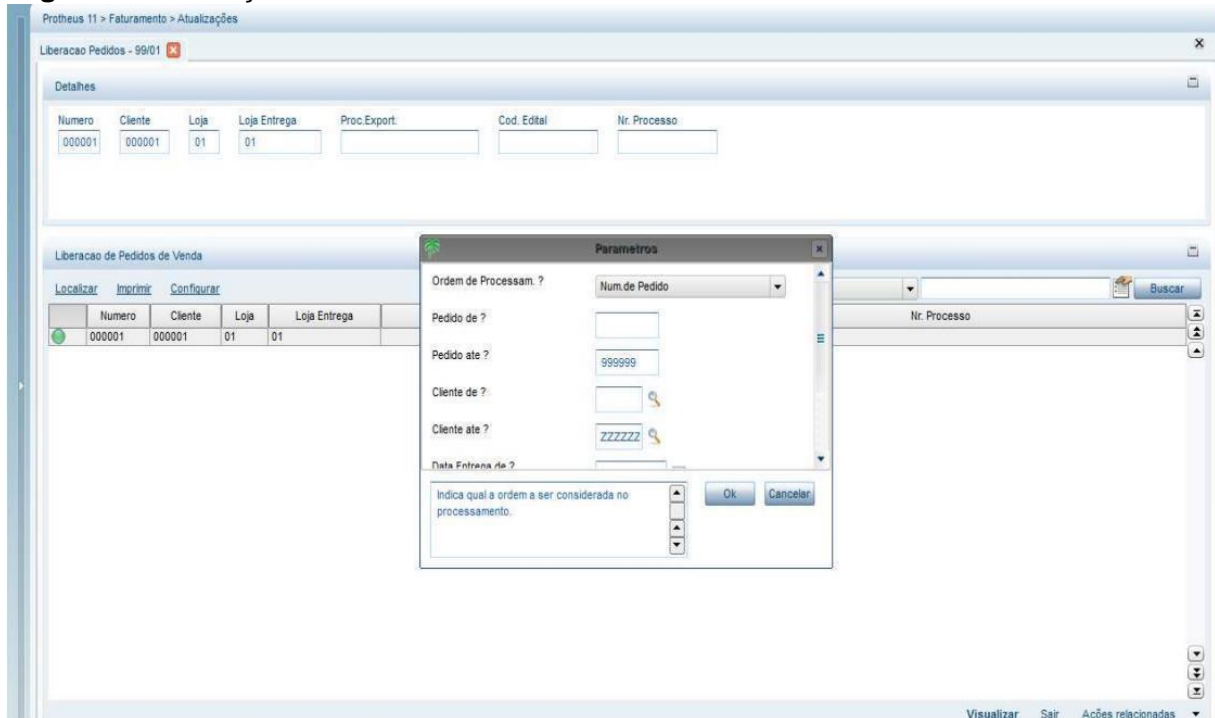 Protheus 11 > Faturamento > Atualizações
Liberacao Pedidos - 99/01
Detalhes
Numero Cliente Loja Loja Entrega Proc.Export. Cod. Edital Nr. Processo
000001 000001 01 01
Liberacao de Pedidos de Venda
Localizar Imprimir Configurar Buscar
Numero Cliente Loja Loja Entrega Nr. Processo
000001 000001 01 01
Parametros
Ordem de Processam. ? Num.de Pedido
Pedido de ?
Pedido ate ? 999999
Cliente de ?
Cliente ate ? ZZZZZZ
Data Entrega de ?
Indica qual a ordem a ser considerada no
processamento.
Ok Cancelar
Visualizar Sair Ações relacionadas